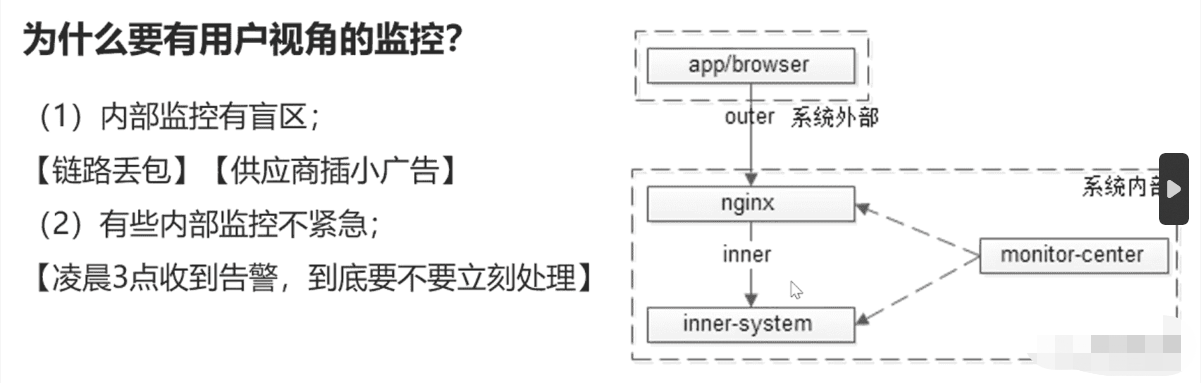 为什么要有用户视角的监控?
（1）内部监控有盲区;
【链路丢包】【供应商插小广告】
（2）有些内部监控不紧急;
【凌晨3点收到告警，到底要不要立刻处理】
app/browser
outer 系统外部
系统内部
nginx
inner
monitor-center
inner-system